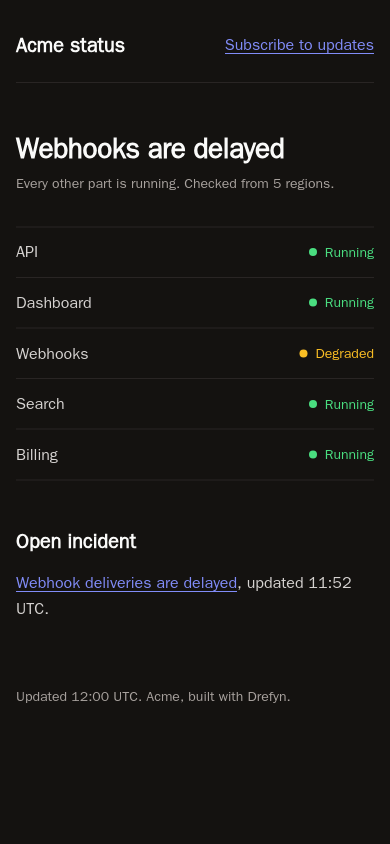 Acme status
Subscribe to updates
Webhooks are delayed
Every other part is running. Checked from 5 regions.
API
Running
Dashboard
Running
Webhooks
Degraded
Search
Running
Billing
Running
Open incident
Webhook deliveries are delayed, updated 11:52
UTC.
Updated 12:00 UTC. Acme, built with Drefyn.